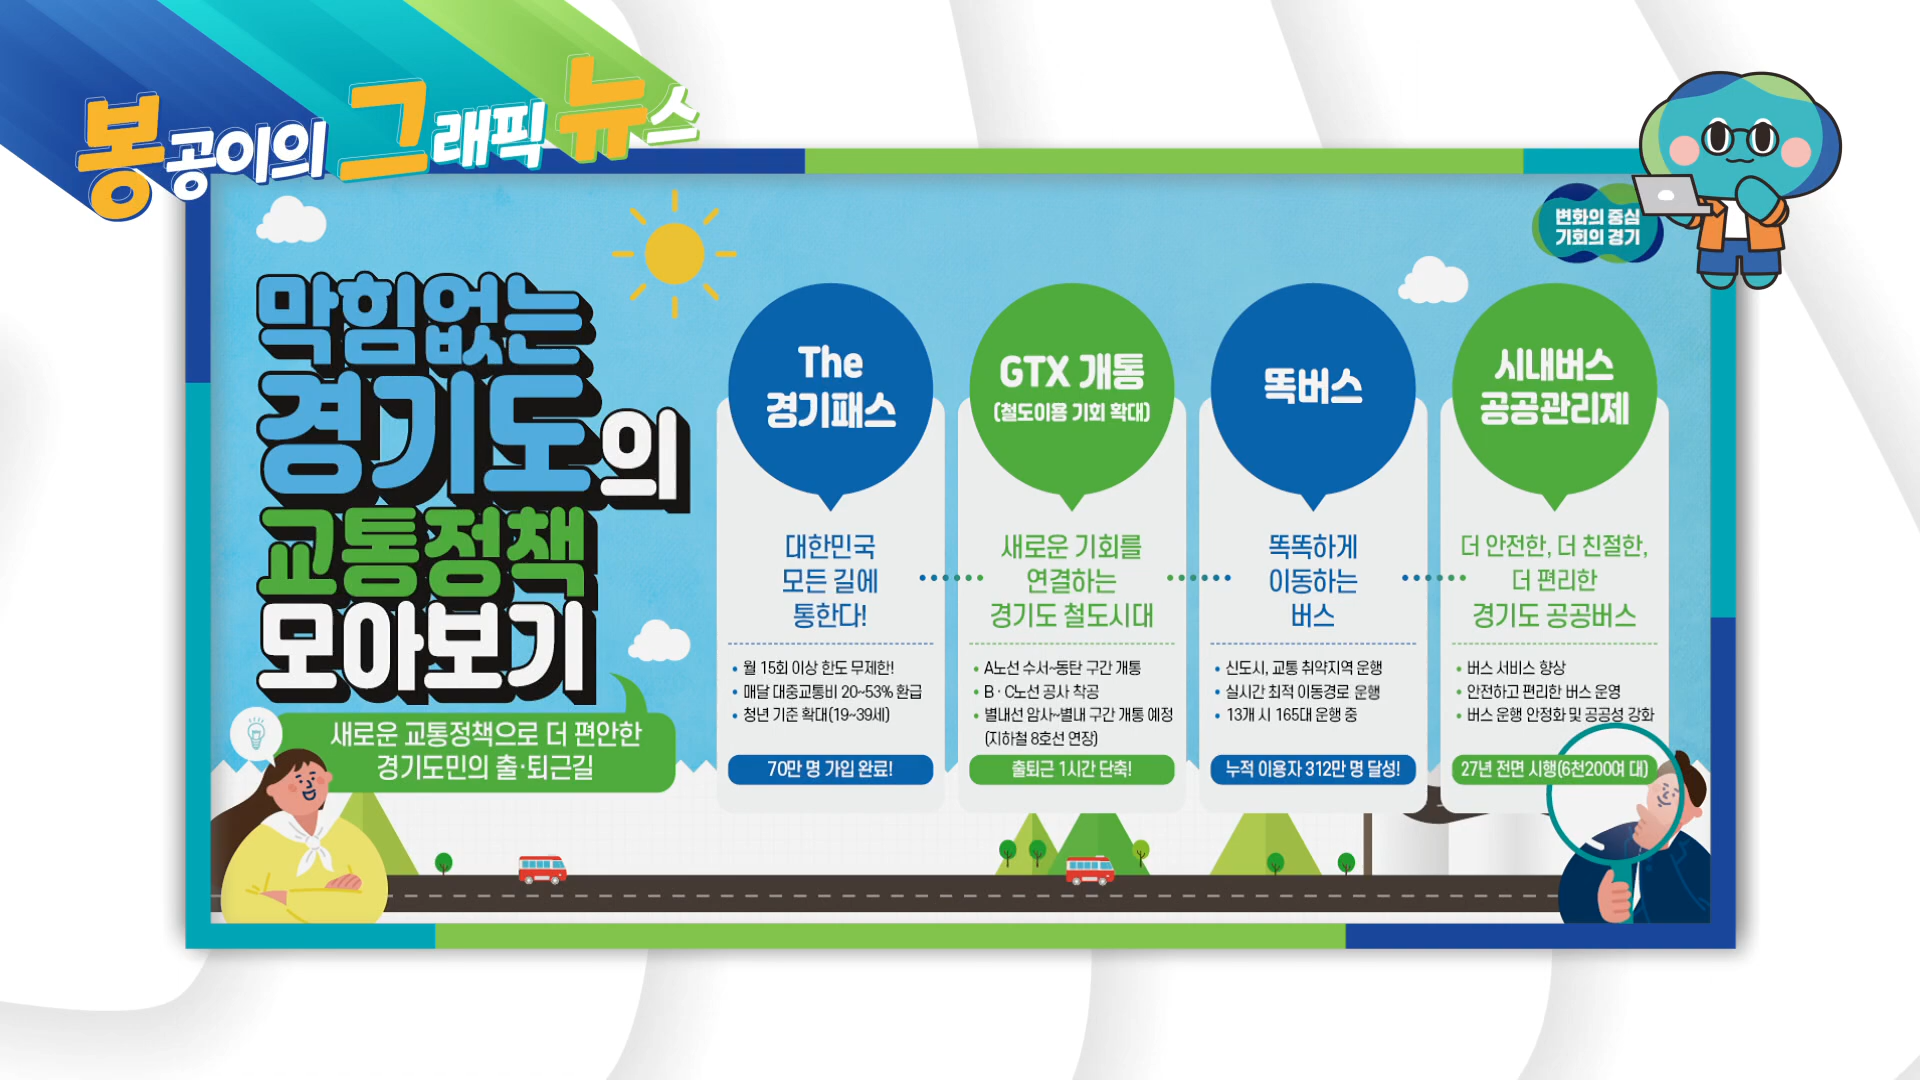 봉공이의 그래픽 뉴스
변화의 중심
기회의 경기
막힘없는
경기도의
교통정책
모아보기
새로운 교통정책으로 더 편안한
경기도민의 출·퇴근길
The
경기패스
대한민국
모든 길에
통한다!
• 월 15회 이상 한도 무제한!
• 매달 대중교통비 20~53% 환급
• 청년 기준 확대(19~39세)
70만 명 가입 완료!
GTX 개통
(철도이용 기회 확대)
새로운 기회를
연결하는
경기도 철도시대
• A노선 수서~동탄 구간 개통
• B · C노선 공사 착공
• 별내선 암사~별내 구간 개통 예정
(지하철 8호선 연장)
출퇴근 1시간 단축!
똑버스
똑똑하게
이동하는
버스
• 신도시, 교통 취약지역 운행
• 실시간 최적 이동경로 운행
• 13개 시 165대 운행 중
누적 이용자 312만 명 달성!
시내버스
공공관리제
더 안전한, 더 친절한,
더 편리한
경기도 공공버스
• 버스 서비스 향상
• 안전하고 편리한 버스 운영
• 버스 운행 안정화 및 공공성 강화
27년 전면 시행(6천200여 대)